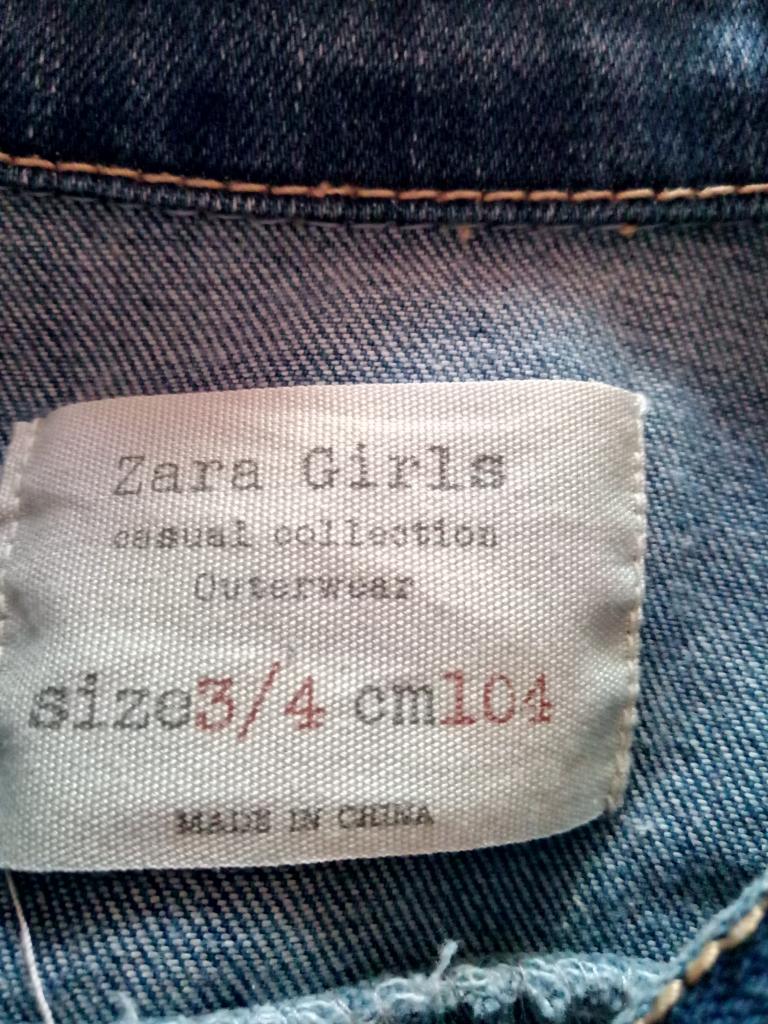 Zara Girls
casual collection
Outerwear
size3/4 cm104
MADE IN CHINA